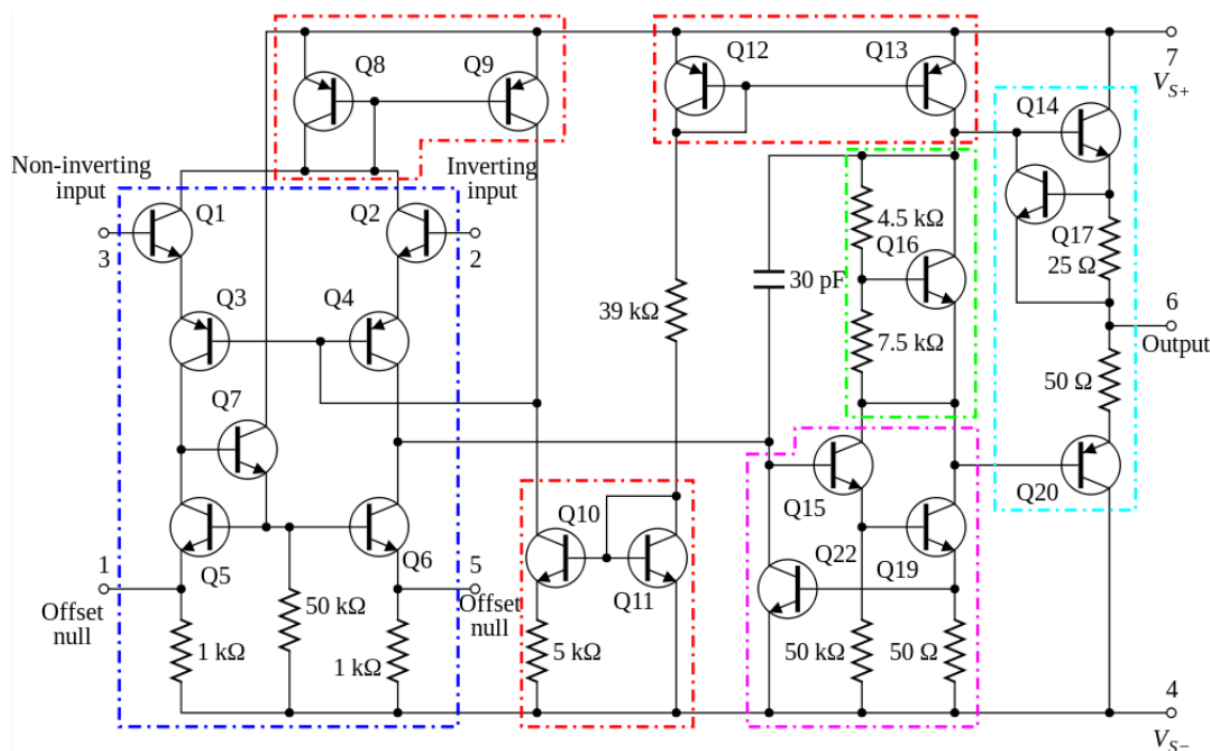 Q8
Q9
Q12
Q13
7
V_S+
Q14
Non-inverting
input
Inverting
input
Q1
Q2
3
2
4.5 kΩ
Q16
Q17
25 Ω
Q3
Q4
39 kΩ
30 pF
6
Output
7.5 kΩ
50 Ω
Q7
Q15
Q20
Q10
Q22
Q19
1
Q5
Q6
5
Q11
Offset
null
50 kΩ
Offset
null
1 kΩ
1 kΩ
5 kΩ
50 kΩ
50 Ω
4
V_S−